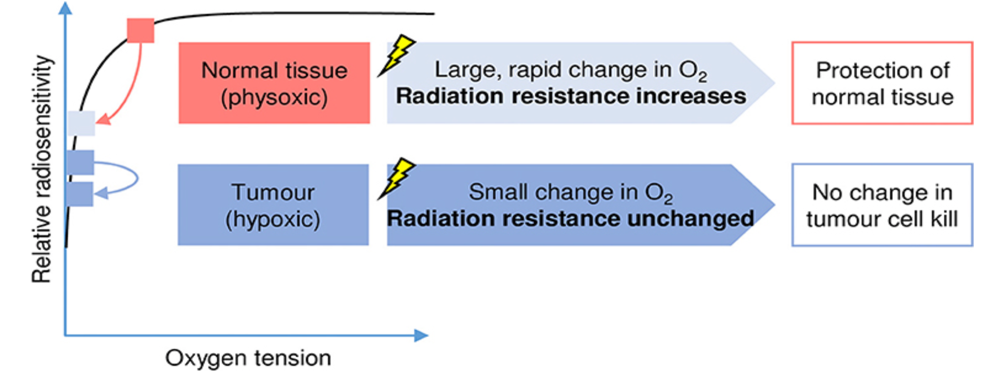 Relative radiosensitivity
Oxygen tension
Normal tissue
(physoxic)
Large, rapid change in O₂
Radiation resistance increases
Protection of
normal tissue
Tumour
(hypoxic)
Small change in O₂
Radiation resistance unchanged
No change in
tumour cell kill